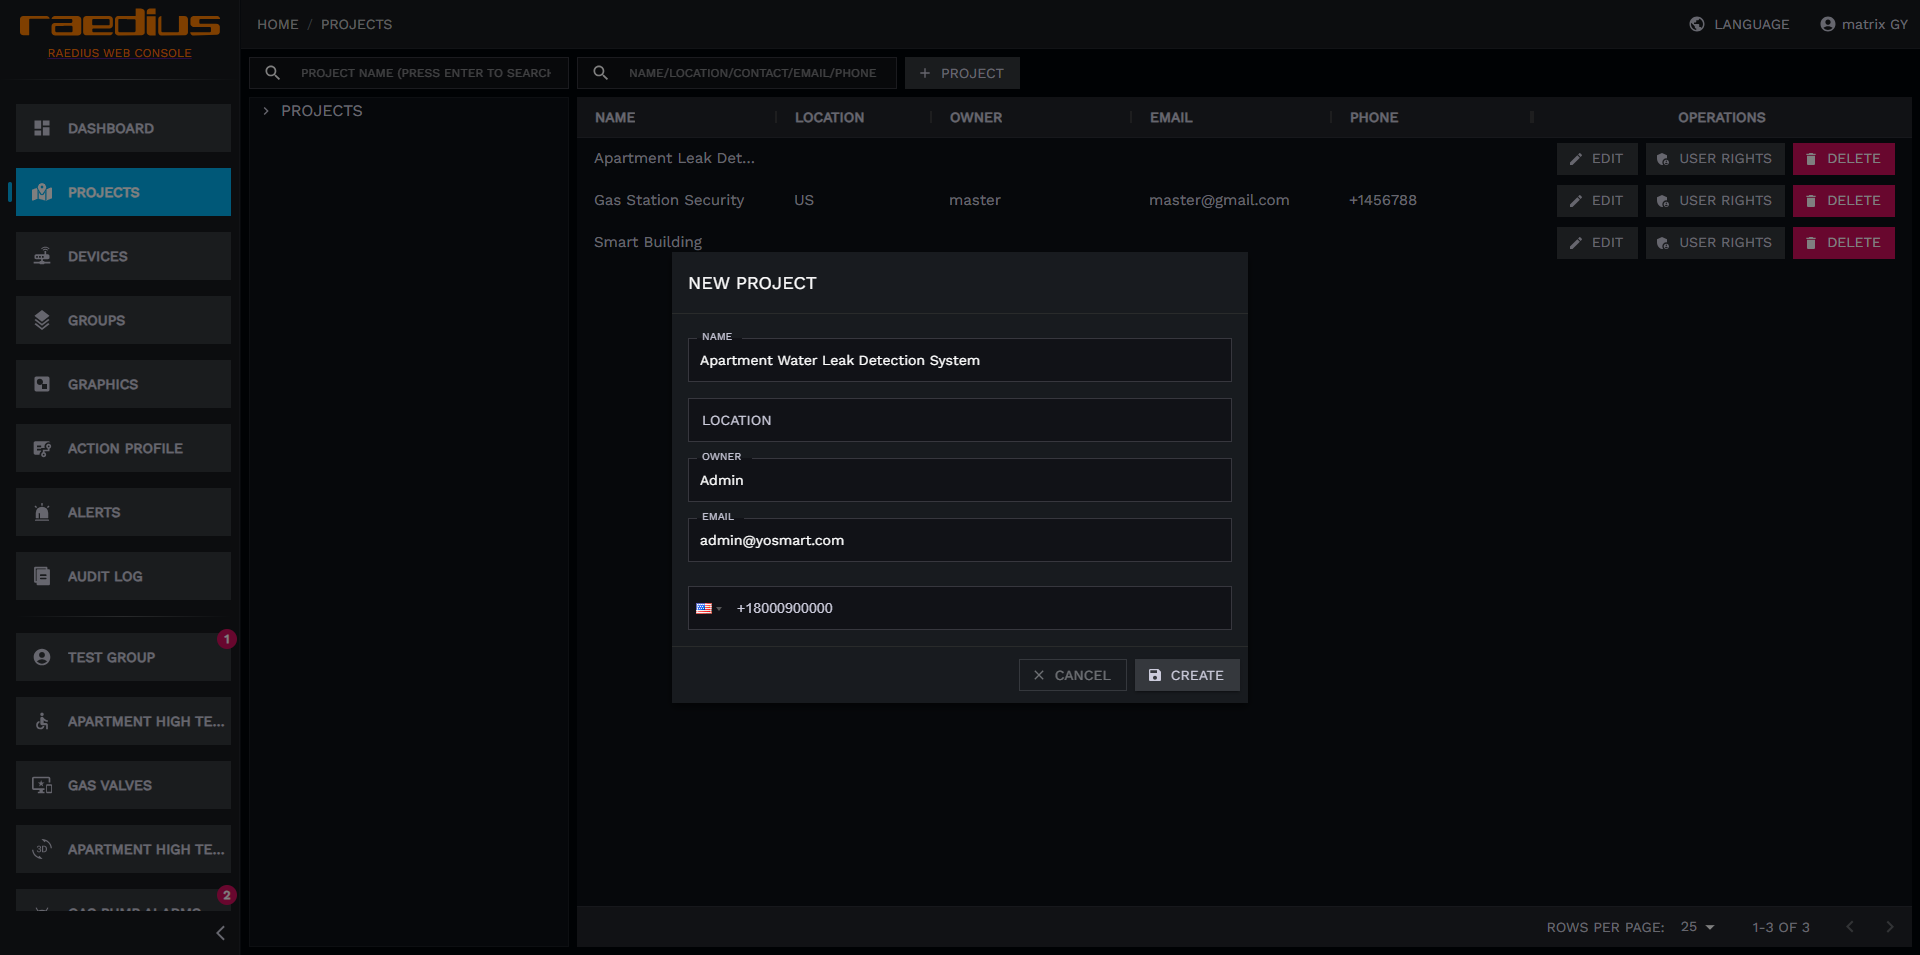 raedius
RAEDIUS WEB CONSOLE
HOME / PROJECTS
LANGUAGE
matrix GY
PROJECT NAME (PRESS ENTER TO SEARCH
NAME/LOCATION/CONTACT/EMAIL/PHONE
+ PROJECT
DASHBOARD
PROJECTS
DEVICES
GROUPS
GRAPHICS
ACTION PROFILE
ALERTS
AUDIT LOG
TEST GROUP 1
APARTMENT HIGH TE...
GAS VALVES
APARTMENT HIGH TE...
GAS PUMP ALARMS 2
PROJECTS
NAME LOCATION OWNER EMAIL PHONE OPERATIONS
Apartment Leak Det... EDIT USER RIGHTS DELETE
Gas Station Security US master master@gmail.com +1456788 EDIT USER RIGHTS DELETE
Smart Building EDIT USER RIGHTS DELETE
NEW PROJECT
NAME
Apartment Water Leak Detection System
LOCATION
OWNER
Admin
EMAIL
admin@yosmart.com
+18000900000
CANCEL CREATE
ROWS PER PAGE: 25 1-3 OF 3